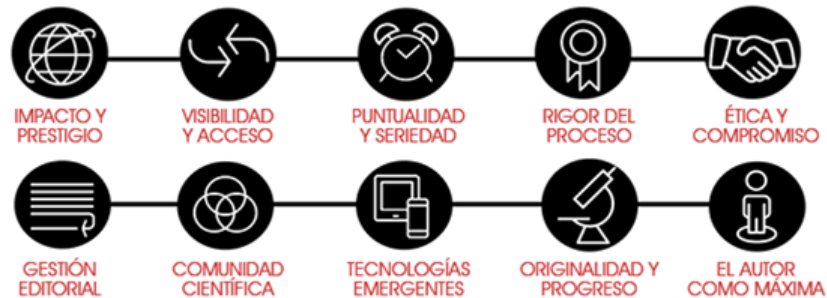 IMPACTO Y
PRESTIGIO
VISIBILIDAD
Y ACCESO
PUNTUALIDAD
Y SERIEDAD
RIGOR DEL
PROCESO
ÉTICA Y
COMPROMISO
GESTIÓN
EDITORIAL
COMUNIDAD
CIENTÍFICA
TECNOLOGÍAS
EMERGENTES
ORIGINALIDAD Y
PROGRESO
EL AUTOR
COMO MÁXIMA